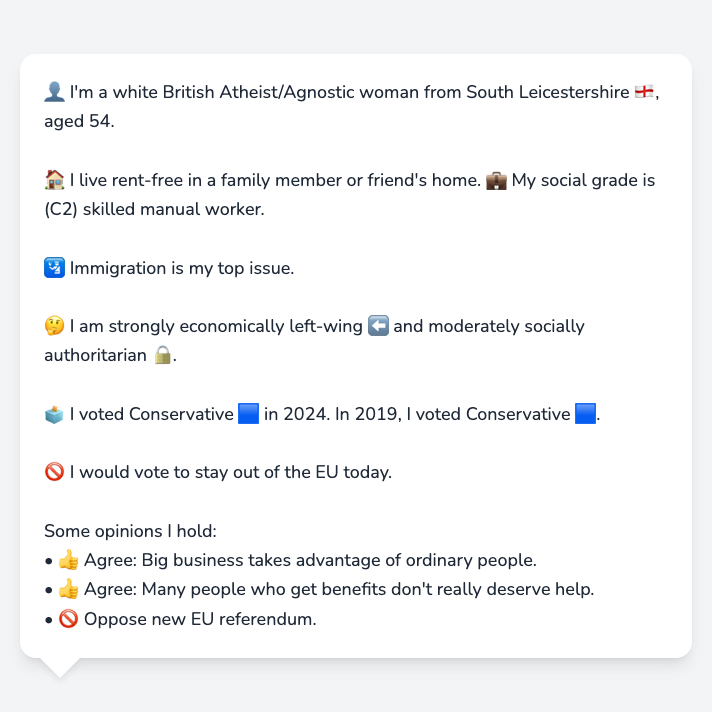 👤 I'm a white British Atheist/Agnostic woman from South Leicestershire 🏴󠁧󠁢󠁥󠁮󠁧󠁿,
aged 54.
🏠 I live rent-free in a family member or friend's home. 💼 My social grade is
(C2) skilled manual worker.
🛂 Immigration is my top issue.
🤔 I am strongly economically left-wing ⬅️ and moderately socially
authoritarian 🔒.
🗳️ I voted Conservative 🟦 in 2024. In 2019, I voted Conservative 🟦.
🚫 I would vote to stay out of the EU today.
Some opinions I hold:
• 👍 Agree: Big business takes advantage of ordinary people.
• 👍 Agree: Many people who get benefits don't really deserve help.
• 🚫 Oppose new EU referendum.